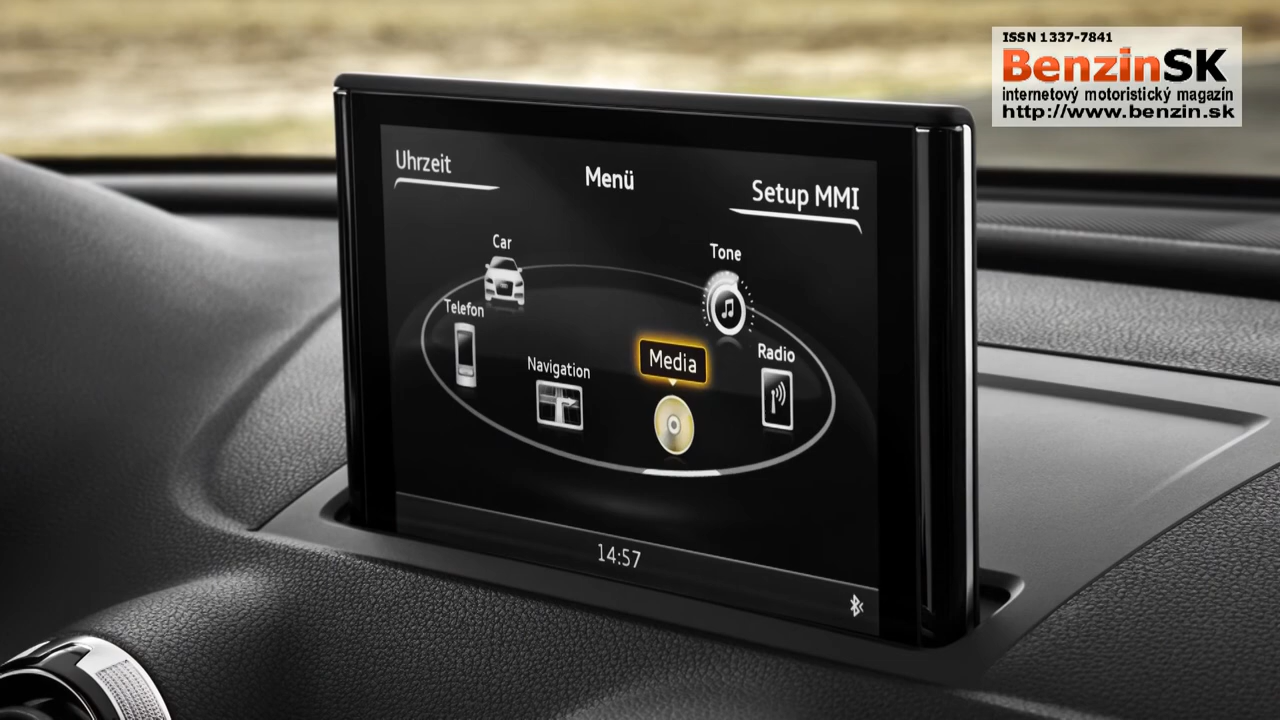 ISSN 1337-7841
BenzinSK
internetový motoristický magazín
http://www.benzin.sk
Uhrzeit
Menü
Setup MMI
Car
Tone
Telefon
Radio
Media
Navigation
14:57